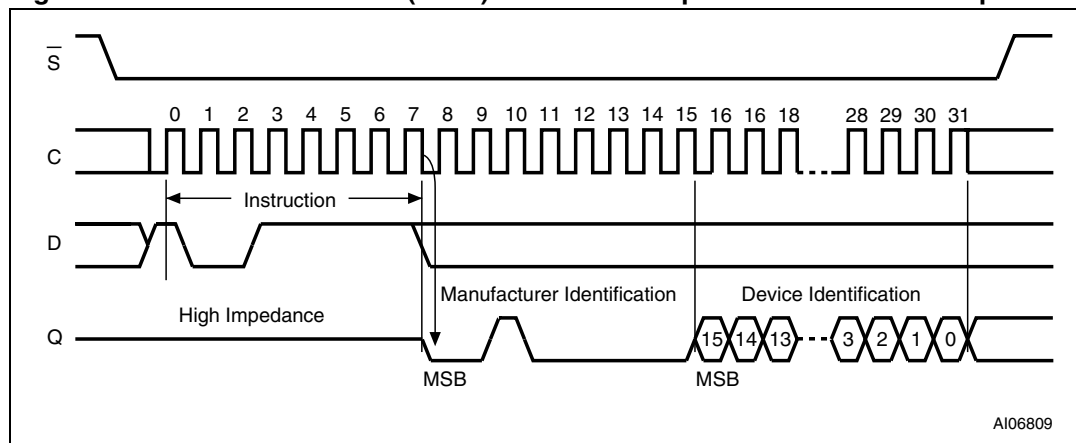 S
0 1 2 3 4 5 6 7 8 9 10 11 12 13 14 15 16 16 18 28 29 30 31
C
Instruction
D
Manufacturer Identification Device Identification
High Impedance
Q 15 14 13 3 2 1 0
MSB MSB
AI06809